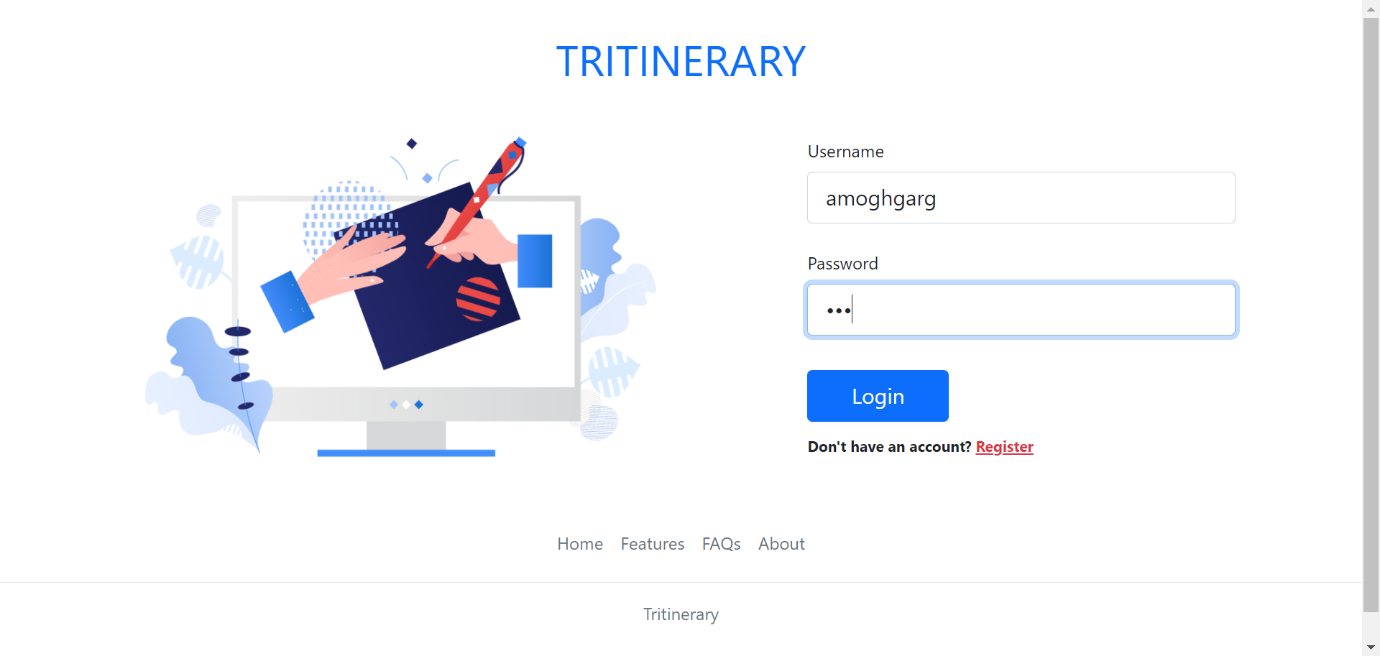 TRITINERARY
Username
amoghgarg
Password
•••
Login
Don't have an account? Register
Home Features FAQs About
Tritinerary